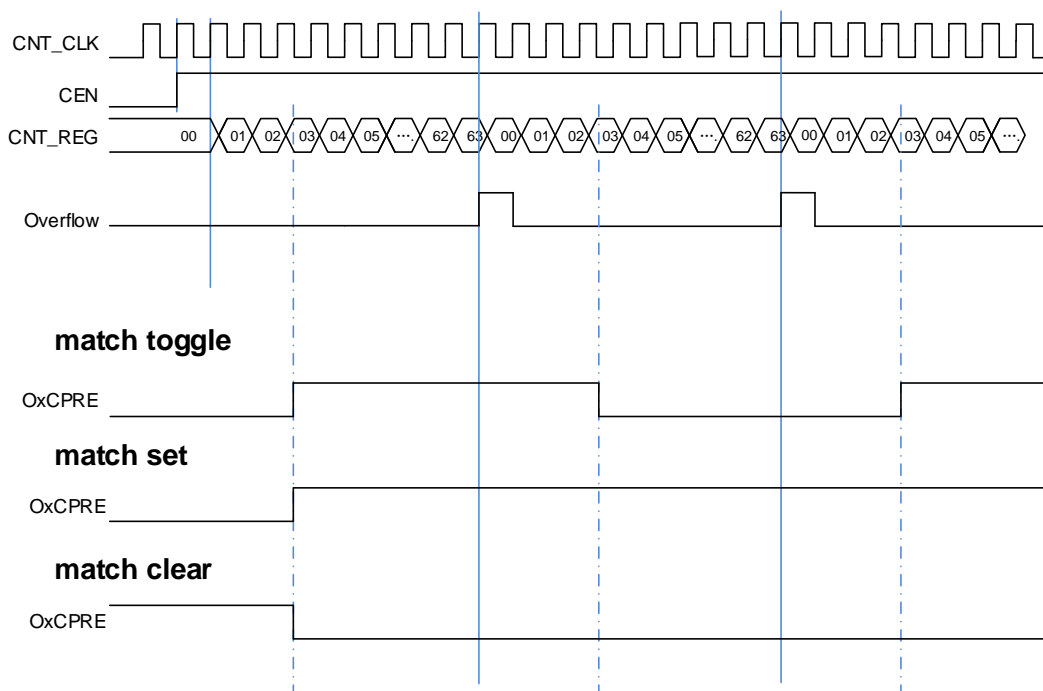 CNT_CLK
CEN
CNT_REG 00 01 02 03 04 05 ···. 62 63 00 01 02 03 04 05 ···. 62 63 00 01 02 03 04 05 ···.
Overflow
match toggle
OxCPRE
match set
OxCPRE
match clear
OxCPRE